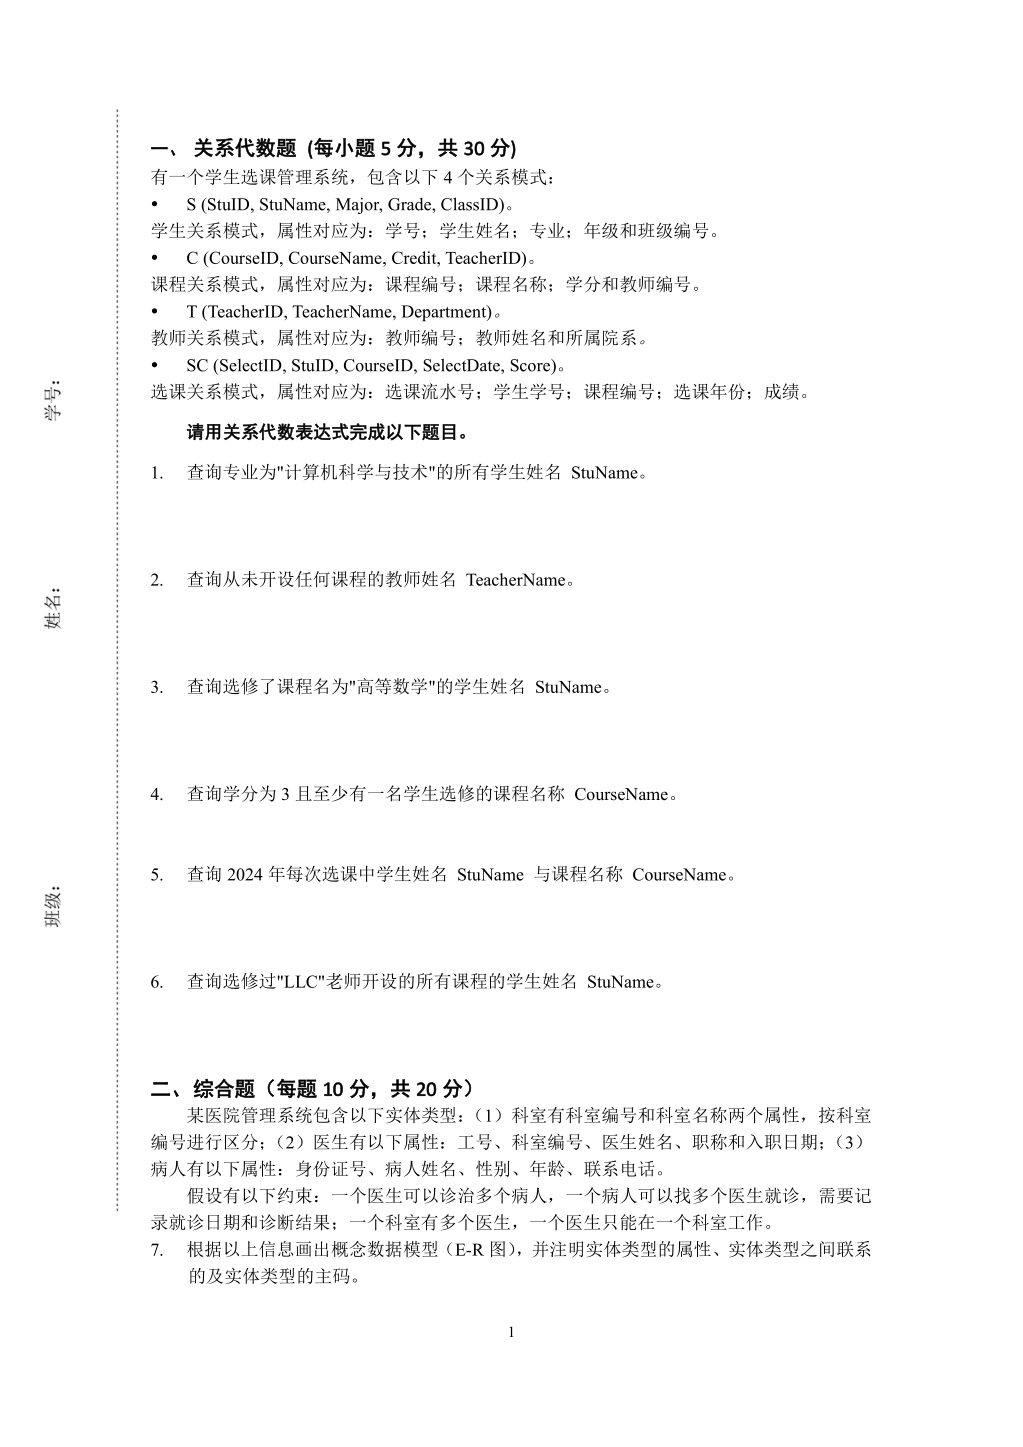 学号：
姓名：
班级：
一、 关系代数题 (每小题 5 分，共 30 分)
有一个学生选课管理系统，包含以下 4 个关系模式：
• S (StuID, StuName, Major, Grade, ClassID)。
学生关系模式，属性对应为：学号；学生姓名；专业；年级和班级编号。
• C (CourseID, CourseName, Credit, TeacherID)。
课程关系模式，属性对应为：课程编号；课程名称；学分和教师编号。
• T (TeacherID, TeacherName, Department)。
教师关系模式，属性对应为：教师编号；教师姓名和所属院系。
• SC (SelectID, StuID, CourseID, SelectDate, Score)。
选课关系模式，属性对应为：选课流水号；学生学号；课程编号；选课年份；成绩。
请用关系代数表达式完成以下题目。
1. 查询专业为"计算机科学与技术"的所有学生姓名 StuName。
2. 查询从未开设任何课程的教师姓名 TeacherName。
3. 查询选修了课程名为"高等数学"的学生姓名 StuName。
4. 查询学分为 3 且至少有一名学生选修的课程名称 CourseName。
5. 查询 2024 年每次选课中学生姓名 StuName 与课程名称 CourseName。
6. 查询选修过"LLC"老师开设的所有课程的学生姓名 StuName。
二、综合题（每题 10 分，共 20 分）
某医院管理系统包含以下实体类型：（1）科室有科室编号和科室名称两个属性，按科室
编号进行区分；（2）医生有以下属性：工号、科室编号、医生姓名、职称和入职日期；（3）
病人有以下属性：身份证号、病人姓名、性别、年龄、联系电话。
假设有以下约束：一个医生可以诊治多个病人，一个病人可以找多个医生就诊，需要记
录就诊日期和诊断结果；一个科室有多个医生，一个医生只能在一个科室工作。
7. 根据以上信息画出概念数据模型（E-R 图），并注明实体类型的属性、实体类型之间联系
的及实体类型的主码。
1